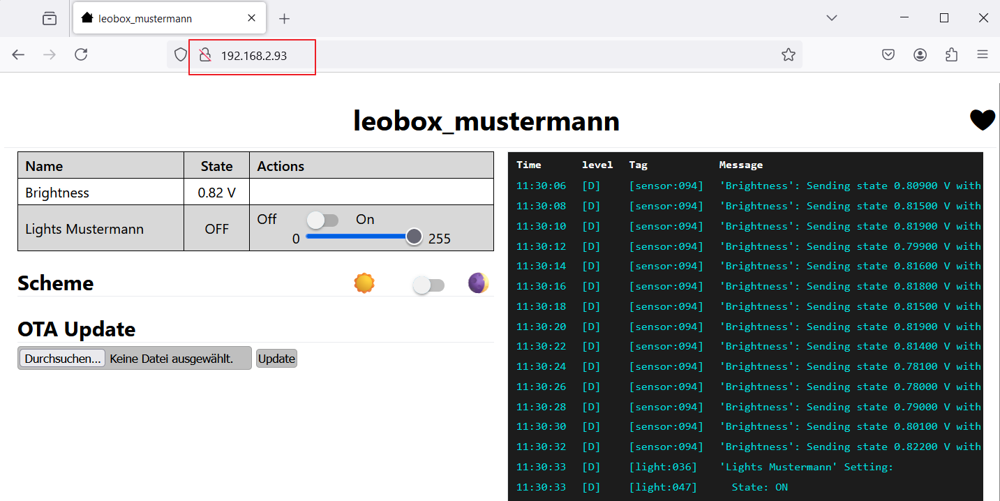 leobox_mustermann
192.168.2.93
leobox_mustermann
Name State Actions
Brightness 0.82 V
Lights Mustermann OFF Off On
0 255
Scheme
OTA Update
Durchsuchen... Keine Datei ausgewählt. Update
Time level Tag Message
11:30:06 [D] [sensor:094] 'Brightness': Sending state 0.80900 V with
11:30:08 [D] [sensor:094] 'Brightness': Sending state 0.81500 V with
11:30:10 [D] [sensor:094] 'Brightness': Sending state 0.81900 V with
11:30:12 [D] [sensor:094] 'Brightness': Sending state 0.79900 V with
11:30:14 [D] [sensor:094] 'Brightness': Sending state 0.81600 V with
11:30:16 [D] [sensor:094] 'Brightness': Sending state 0.81800 V with
11:30:18 [D] [sensor:094] 'Brightness': Sending state 0.81500 V with
11:30:20 [D] [sensor:094] 'Brightness': Sending state 0.81900 V with
11:30:22 [D] [sensor:094] 'Brightness': Sending state 0.81400 V with
11:30:24 [D] [sensor:094] 'Brightness': Sending state 0.78100 V with
11:30:26 [D] [sensor:094] 'Brightness': Sending state 0.78000 V with
11:30:28 [D] [sensor:094] 'Brightness': Sending state 0.79000 V with
11:30:30 [D] [sensor:094] 'Brightness': Sending state 0.80100 V with
11:30:32 [D] [sensor:094] 'Brightness': Sending state 0.82200 V with
11:30:33 [D] [light:036] 'Lights Mustermann' Setting:
11:30:33 [D] [light:047] State: ON